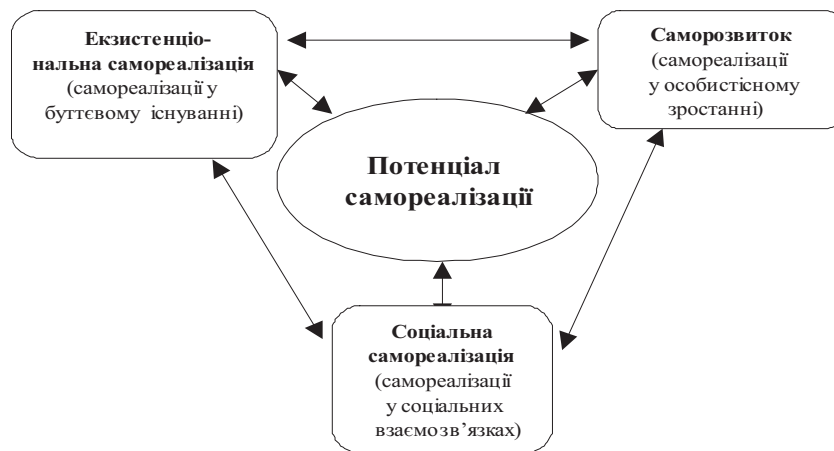 Екзистенціо-
нальна самореалізація
(самореалізації у
буттєвому існуванні)
Саморозвиток
(самореалізації
у особистісному
зростанні)
Потенціал
самореалізації
Соціальна
самореалізація
(самореалізації
у соціальних
взаємозв’язках)